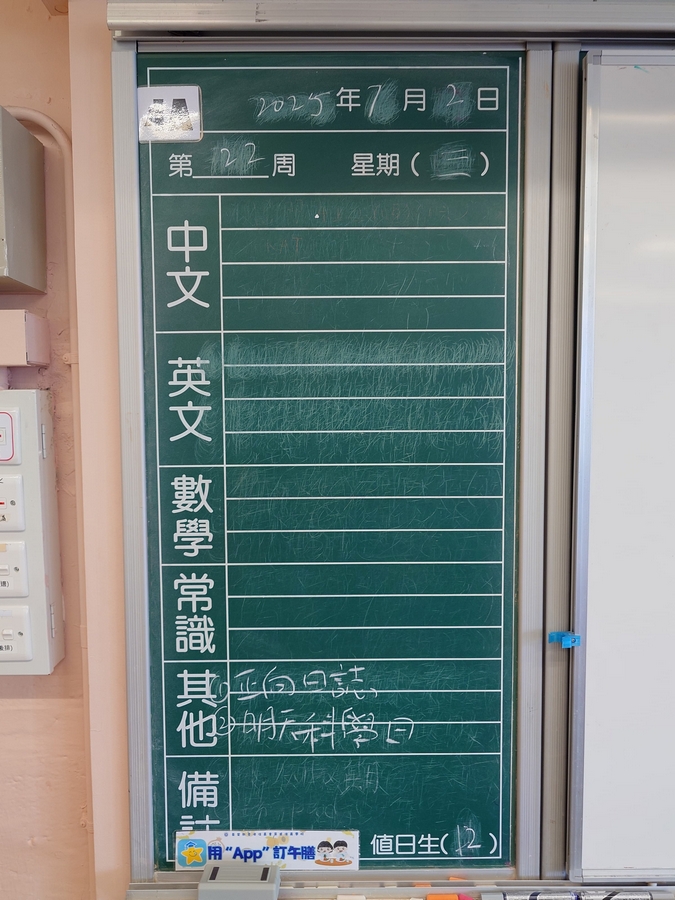 4A
2025年7月2日
第22周 星期(三)
中文
英文
數學
常識
其他
(1) 正向日誌、
(2) 明天科學日
備註
值日生(12)
用“App”訂午膳